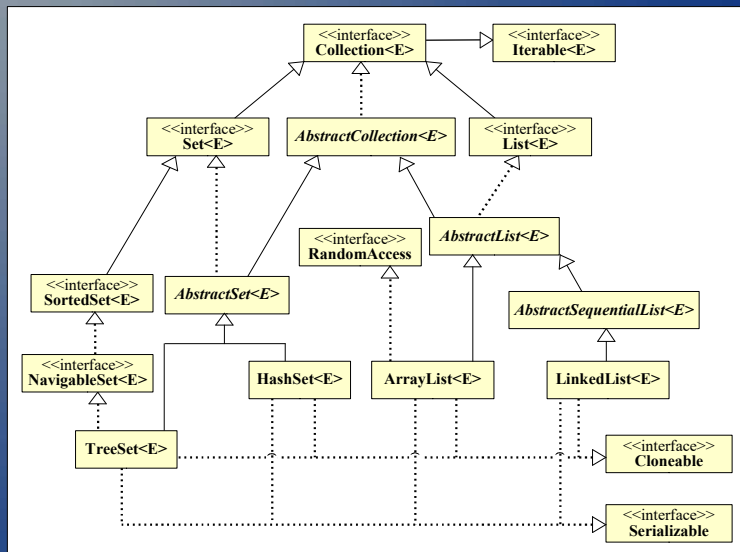 <<interface>>
Collection<E>
<<interface>>
Iterable<E>
<<interface>>
Set<E>
AbstractCollection<E>
<<interface>>
List<E>
<<interface>>
RandomAccess
AbstractList<E>
<<interface>>
SortedSet<E>
AbstractSet<E>
AbstractSequentialList<E>
<<interface>>
NavigableSet<E>
HashSet<E>
ArrayList<E>
LinkedList<E>
TreeSet<E>
<<interface>>
Cloneable
<<interface>>
Serializable